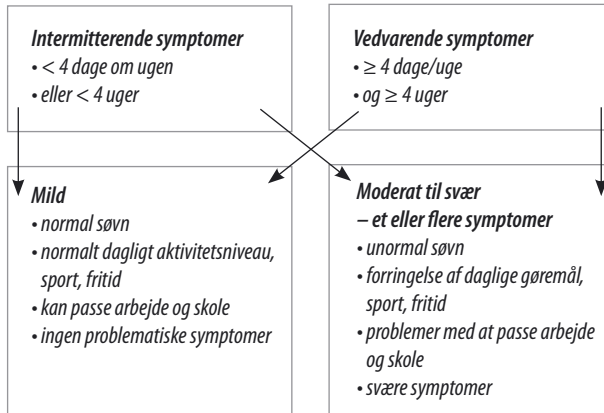 Intermitterende symptomer
• < 4 dage om ugen
• eller < 4 uger
Vedvarende symptomer
• ≥ 4 dage/uge
• og ≥ 4 uger
Mild
• normal søvn
• normalt dagligt aktivitetsniveau,
sport, fritid
• kan passe arbejde og skole
• ingen problematiske symptomer
Moderat til svær
– et eller flere symptomer
• unormal søvn
• forringelse af daglige gøremål,
sport, fritid
• problemer med at passe arbejde
og skole
• svære symptomer